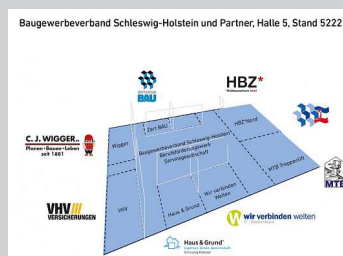 Baugewerbeverband Schleswig-Holstein und Partner, Halle 5, Stand 5222
BAU
HBZ*
C. J. WIGGER
Planen · Bauen · Leben
seit 1881
Zert BAU
Wigger
Baugewerbeverband Schleswig-Holstein
Berufsförderungswerk
Servicegesellschaft
HBZ Nord
MTB Treppenlift
MTB
VHV
VERSICHERUNGEN
VHV
Haus & Grund
Wir verbinden
Welten
wir verbinden welten
Haus & Grund